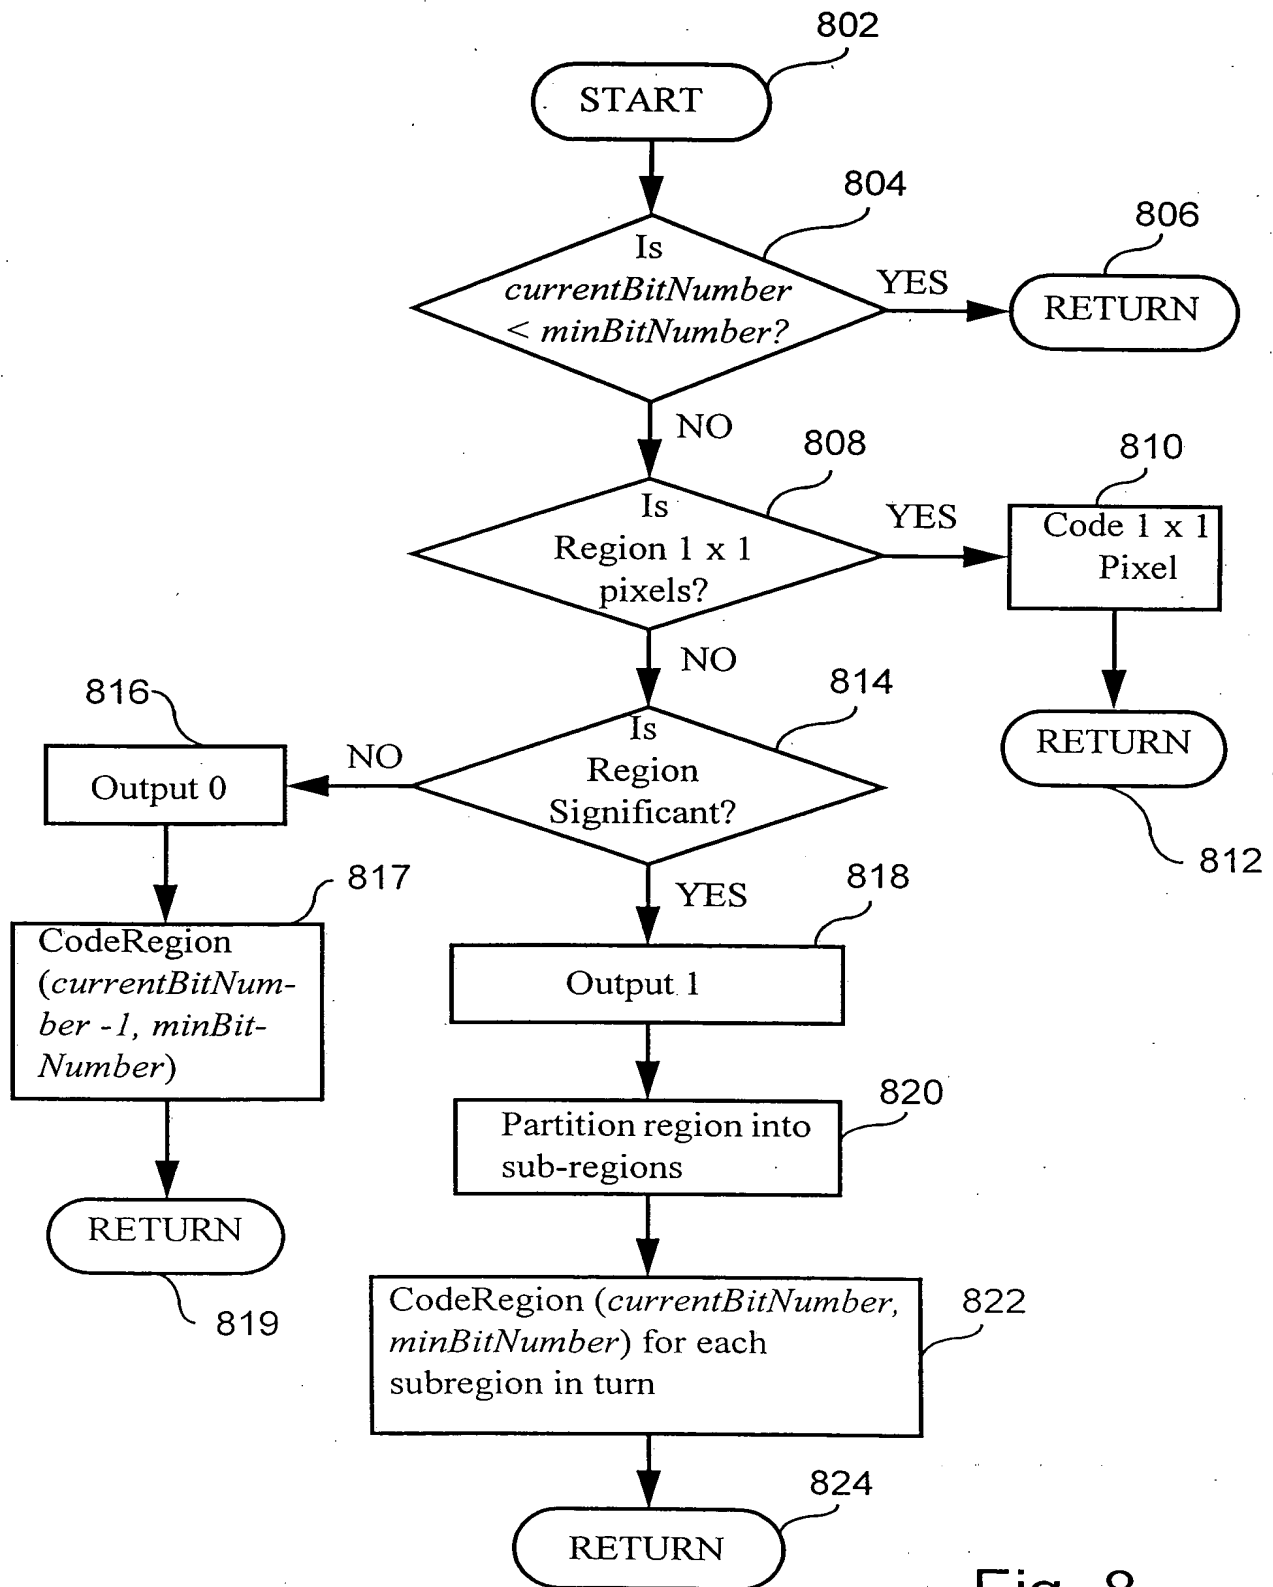 802
START
804
Is
currentBitNumber
< minBitNumber?
YES
806
RETURN
NO
808
Is
Region 1 x 1
pixels?
YES
810
Code 1 x 1
Pixel
NO
812
RETURN
814
Is
Region
Significant?
NO
816
Output 0
817
CodeRegion
(currentBitNum-
ber -1, minBit-
Number)
RETURN
819
YES
818
Output 1
820
Partition region into
sub-regions
822
CodeRegion (currentBitNumber,
minBitNumber) for each
subregion in turn
824
RETURN
Fig. 8